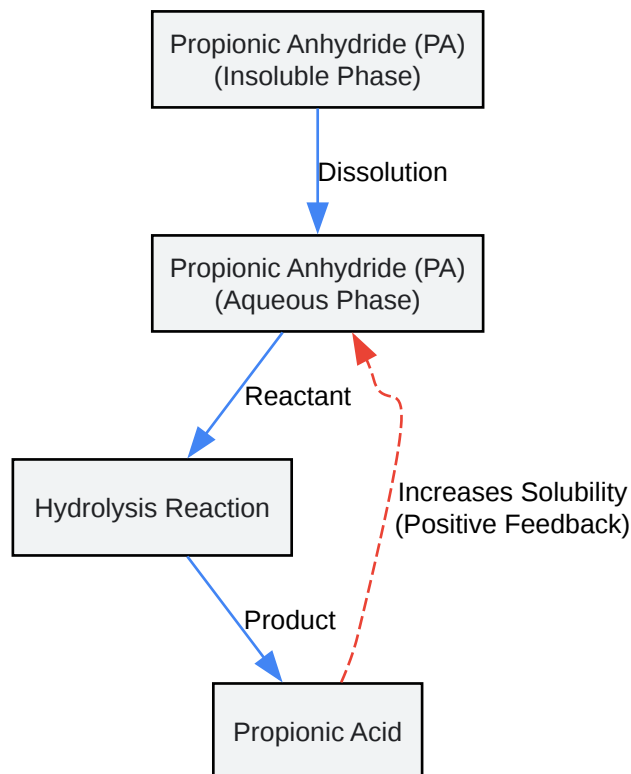 Propionic Anhydride (PA)
(Insoluble Phase)
Dissolution
Propionic Anhydride (PA)
(Aqueous Phase)
Reactant
Hydrolysis Reaction
Increases Solubility
(Positive Feedback)
Product
Propionic Acid